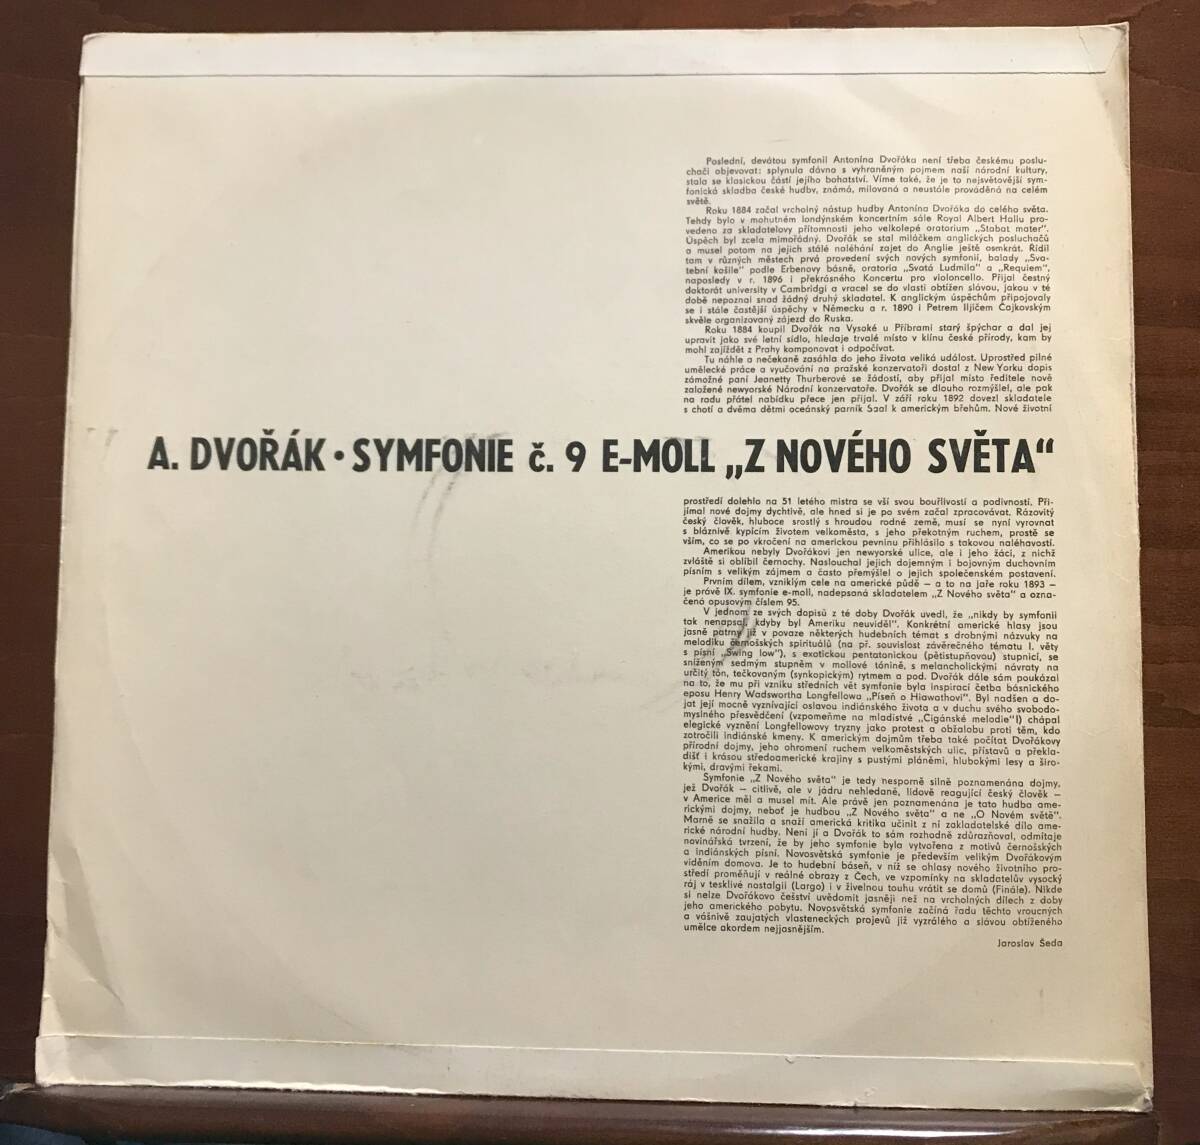 Poslední, devátou symfonii Antonína Dvořáka není třeba českému poslu-
chači objevovat: splynula dávno s vyhraněným pojmem naší národní kultury,
stala se klasickou částí jejího bohatství. Víme také, že je to nejsvětovější sym-
fonická skladba české hudby, známá, milovaná a neustále prováděná na celém
světě.
Roku 1884 začal vrcholný nástup hudby Antonína Dvořáka do celého světa.
Tehdy bylo v mohutném londýnském koncertním sále Royal Albert Hallu pro-
vedeno za skladatelovy přítomnosti jeho velkolepé oratorium „Stabat mater".
Úspěch byl zcela mimořádný. Dvořák se stal miláčkem anglických posluchačů
a musel potom na jejich stálé naléhání zajet do Anglie ještě osmkrát. Řídil
tam v různých městech prvá provedení svých nových symfonií, balady „Sva-
tební košile" podle Erbenovy básně, oratoria „Svatá Ludmila" a „Requiem",
naposledy v r. 1896 i překrásného Koncertu pro violoncello. Přijal čestný
doktorát university v Cambridgi a vracel se do vlasti obtížen slávou, jakou v té
době nepoznal snad žádný druhý skladatel. K anglickým úspěchům připojovaly
se i stále častější úspěchy v Německu a r. 1890 i Petrem Iljičem Čajkovským
skvěle organizovaný zájezd do Ruska.
Roku 1884 koupil Dvořák na Vysoké u Příbrami starý špýchar a dal jej
upravit jako své letní sídlo, hledaje trvalé místo v klínu české přírody, kam by
mohl zajíždět z Prahy komponovat i odpočívat.
Tu náhle a nečekaně zasáhla do jeho života veliká událost. Uprostřed pilné
umělecké práce a vyučování na pražské konzervatoři dostal z New Yorku dopis
zámožné paní Jeanetty Thurberové se žádostí, aby přijal místo ředitele nově
založené newyorské Národní konzervatoře. Dvořák se dlouho rozmýšlel, ale pak
na radu přátel nabídku přece jen přijal. V září roku 1892 dovezl skladatele
s chotí a dvěma dětmi oceánský parník Saal k americkým břehům. Nové životní
A. DVOŘÁK • SYMFONIE č. 9 E-MOLL „Z NOVÉHO SVĚTA"
prostředí dolehlo na 51 letého mistra se vší svou bouřlivostí a podivností. Při-
jímal nové dojmy dychtivě, ale hned si je po svém začal zpracovávat. Rázovitý
český člověk, hluboce srostlý s hroudou rodné země, musí se nyní vyrovnat
s bláznivě kypícím životem velkoměsta, s jeho překotným ruchem, prostě se
vším, co se po vkročení na americkou pevninu přihlásilo s takovou naléhavostí.
Amerikou nebyly Dvořákovi jen newyorské ulice, ale i jeho žáci, z nichž
zvláště si oblíbil černochy. Naslouchal jejich dojemným i bojovným duchovním
písním s velikým zájmem a často přemýšlel o jejich společenském postavení.
Prvním dílem, vzniklým cele na americké půdě – a to na jaře roku 1893 –
je právě IX. symfonie e-moll, nadepsaná skladatelem „Z Nového světa" a ozna-
čená opusovým číslem 95.
V jednom ze svých dopisů z té doby Dvořák uvedl, že „nikdy by symfonii
tak nenapsal, kdyby byl Ameriku neuviděl". Konkrétní americké hlasy jsou
jasně patrny již v povaze některých hudebních témat s drobnými názvuky na
melodiku černošských spirituálů (na př. souvislost závěrečného tématu I. věty
s písní „Swing low"), s exotickou pentatonickou (pětistupňovou) stupnicí, se
sníženým sedmým stupněm v mollové tónině, s melancholickými návraty na
určitý tón, tečkovaným (synkopickým) rytmem a pod. Dvořák dále sám poukázal
na to, že mu při vzniku středních vět symfonie byla inspirací četba básnického
eposu Henry Wadswortha Longfellowa „Píseň o Hiawathovi". Byl nadšen a do-
jat její mocně vyznívající oslavou indiánského života a v duchu svého svobodo-
myslného přesvědčení (vzpomeňme na mladistvé „Cigánské melodie"!) chápal
elegické vyznění Longfellowovy tryzny jako protest a obžalobu proti těm, kdo
zotročili indiánské kmeny. K americkým dojmům třeba také počítat Dvořákovy
přírodní dojmy, jeho ohromení ruchem velkoměstských ulic, přístavů a překla-
dišť i krásou středoamerické krajiny s pustými pláněmi, hlubokými lesy a širo-
kými, dravými řekami.
Symfonie „Z Nového světa" je tedy nesporně silně poznamenána dojmy,
jež Dvořák – citlivě, ale v jádru nehledaně, lidově reagující český člověk –
v Americe měl a musel mít. Ale právě jen poznamenána je tato hudba ame-
rickými dojmy, neboť je hudbou „Z Nového světa" a ne „O Novém světě".
Marně se snažila a snaží americká kritika učinit z ní zakladatelské dílo ame-
rické národní hudby. Není jí a Dvořák to sám rozhodně zdůrazňoval, odmítaje
novinářská tvrzení, že by jeho symfonie byla vytvořena z motivů černošských
a indiánských písní. Novosvětská symfonie je především velikým Dvořákovým
viděním domova. Je to hudební báseň, v níž se ohlasy nového životního pro-
středí proměňují v reálné obrazy z Čech, ve vzpomínky na skladatelův vysocký
ráj v teskllvé nostalgii (Largo) i v živelnou touhu vrátit se domů (Finále). Nikde
si nelze Dvořákovo češství uvědomit jasněji než na vrcholných dílech z doby
jeho amerického pobytu. Novosvětská symfonie začíná řadu těchto vroucných
a vášnivě zaujatých vlasteneckých projevů již vyzrálého a slávou obtíženého
umělce akordem nejjasnějším.
Jaroslav Šeda